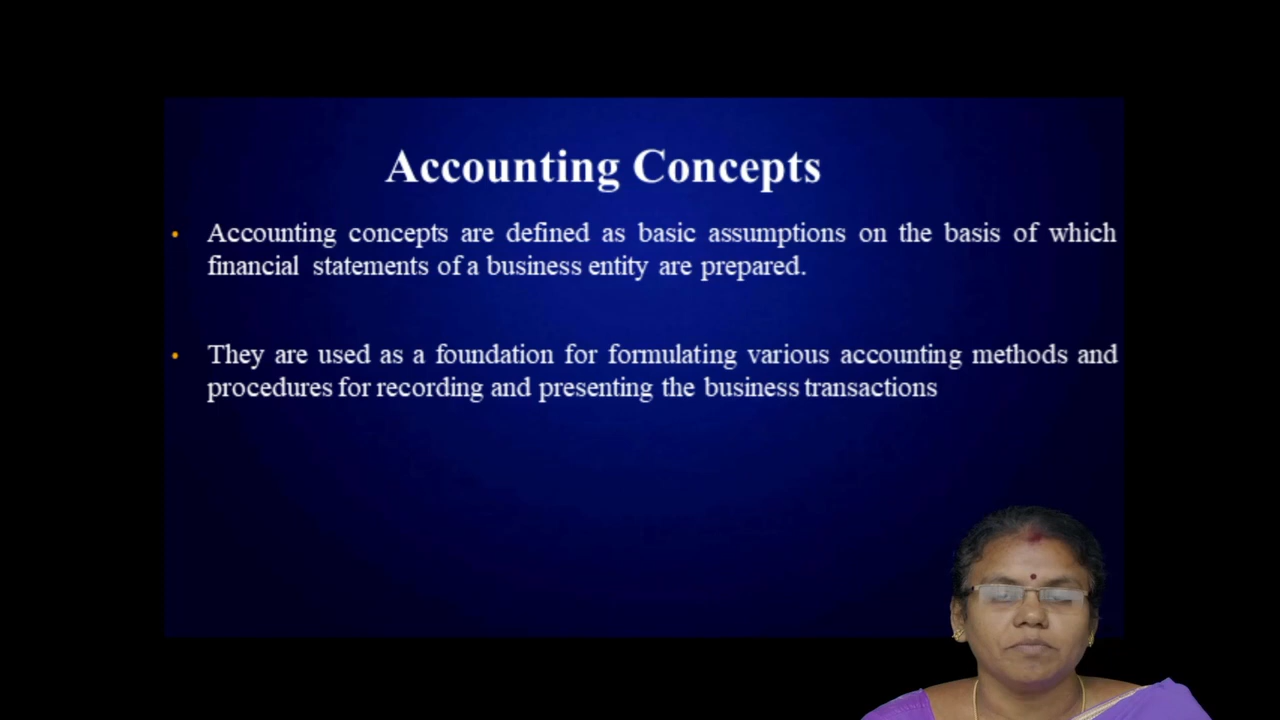 Accounting Concepts
• Accounting concepts are defined as basic assumptions on the basis of which
financial statements of a business entity are prepared.
• They are used as a foundation for formulating various accounting methods and
procedures for recording and presenting the business transactions